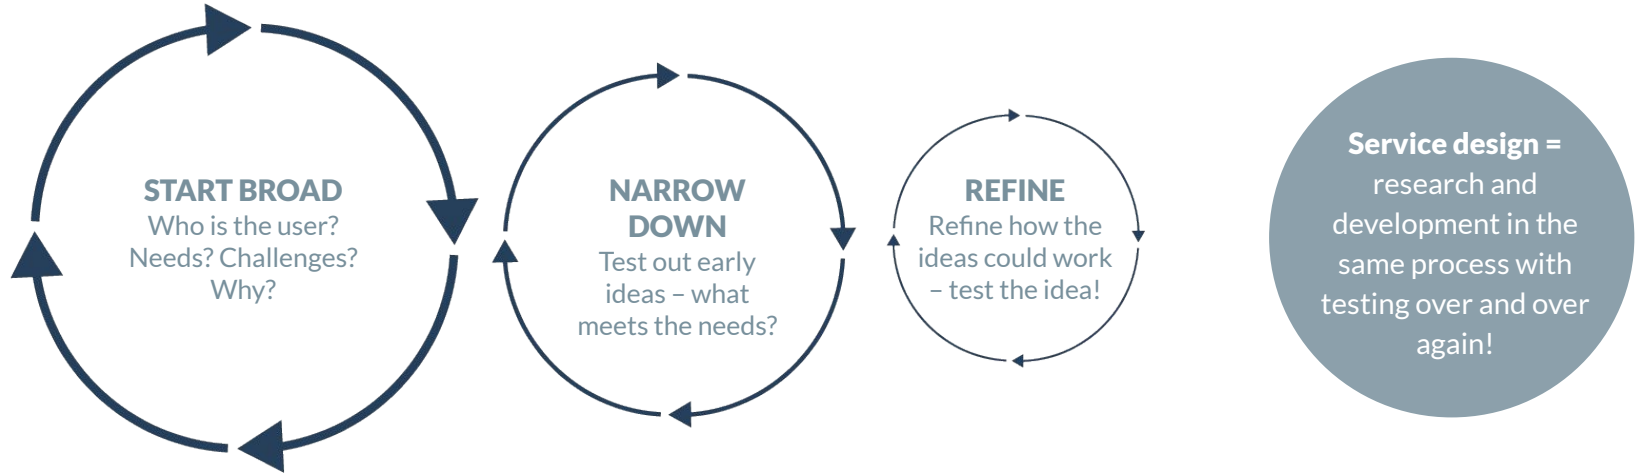 START BROAD
Who is the user?
Needs? Challenges?
Why?
NARROW
DOWN
Test out early
ideas – what
meets the needs?
REFINE
Refine how the
ideas could work
– test the idea!
Service design =
research and
development in the
same process with
testing over and over
again!